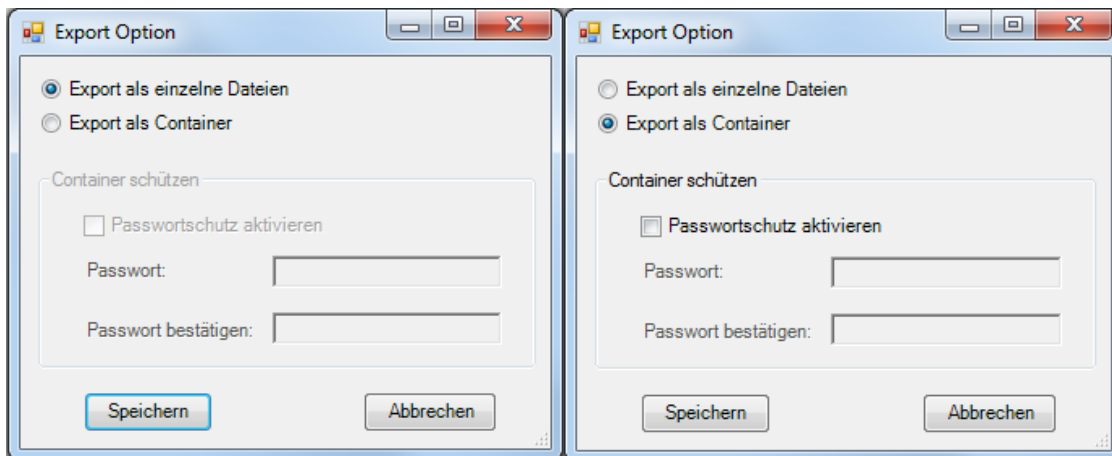 Export Option
Export als einzelne Dateien
Export als Container
Container schützen
Passwortschutz aktivieren
Passwort:
Passwort bestätigen:
Speichern Abbrechen
Export Option
Export als einzelne Dateien
Export als Container
Container schützen
Passwortschutz aktivieren
Passwort:
Passwort bestätigen:
Speichern Abbrechen